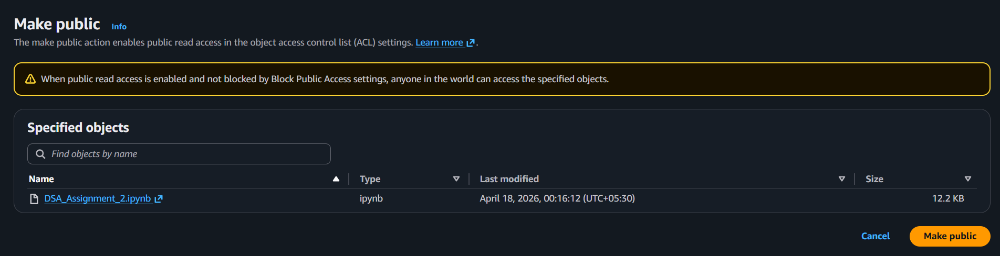 Make public Info
The make public action enables public read access in the object access control list (ACL) settings. Learn more.
When public read access is enabled and not blocked by Block Public Access settings, anyone in the world can access the specified objects.
Specified objects
Find objects by name
Name Type Last modified Size
DSA_Assignment_2.ipynb ipynb April 18, 2026, 00:16:12 (UTC+05:30) 12.2 KB
Cancel Make public